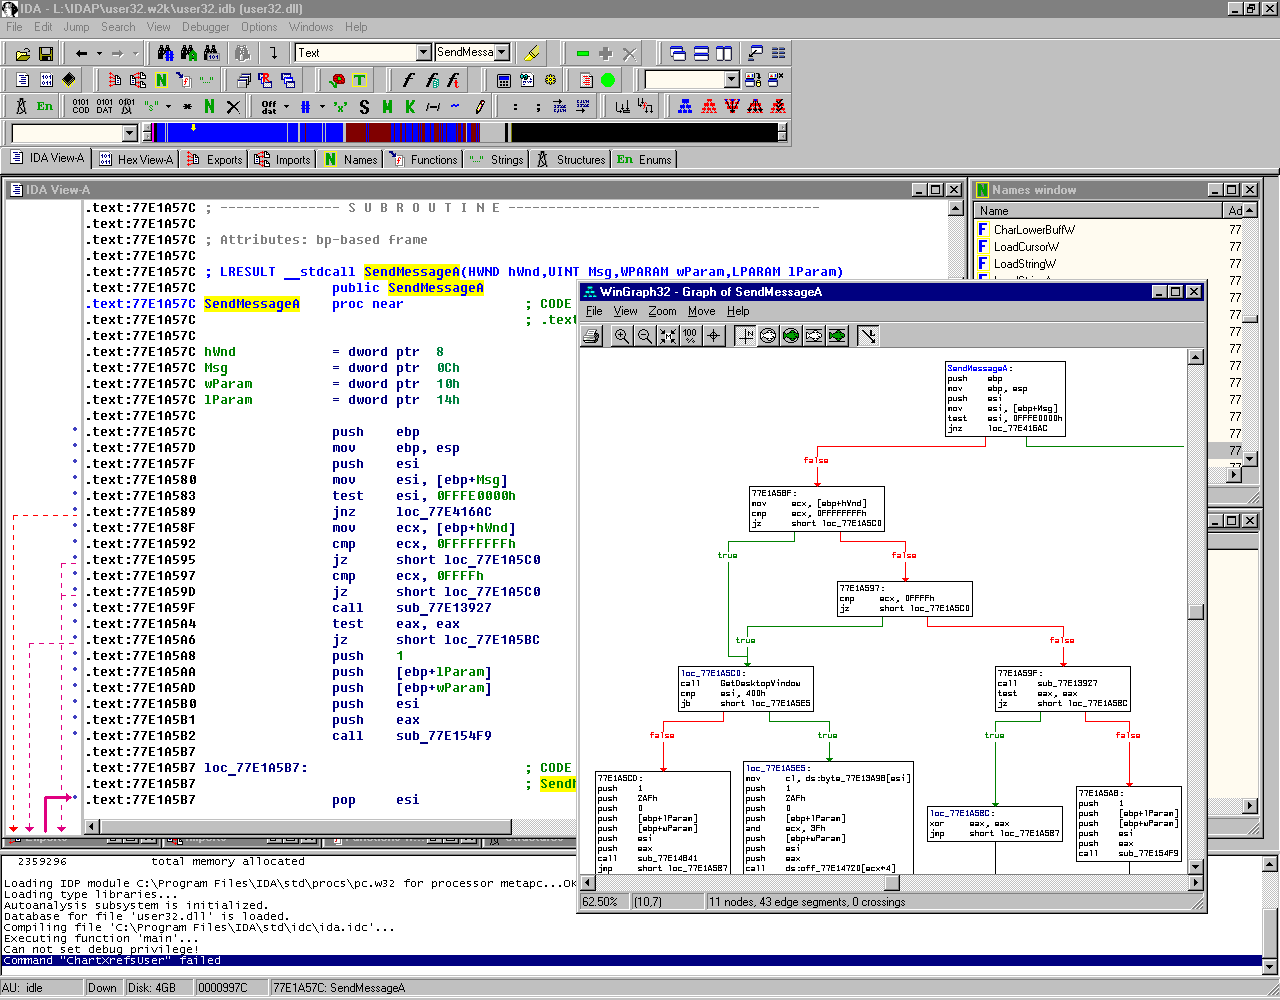 IDA - L:\IDAP\user32.w2k\user32.idb (user32.dll)
File Edit Jump Search View Debugger Options Windows Help
Text SendMessa
En
Off dat
IDA View-A Hex View-A Exports Imports Names Functions Strings Structures En Enums
IDA View-A
.text:77E1A57C ; --------------- S U B R O U T I N E ---------------------------------------
.text:77E1A57C
.text:77E1A57C ; Attributes: bp-based frame
.text:77E1A57C
.text:77E1A57C ; LRESULT __stdcall SendMessageA(HWND hWnd,UINT Msg,WPARAM wParam,LPARAM lParam)
.text:77E1A57C public SendMessageA
.text:77E1A57C SendMessageA proc near ; CODE
.text:77E1A57C ; .text
.text:77E1A57C
.text:77E1A57C hWnd = dword ptr 8
.text:77E1A57C Msg = dword ptr 0Ch
.text:77E1A57C wParam = dword ptr 10h
.text:77E1A57C lParam = dword ptr 14h
.text:77E1A57C
.text:77E1A57C push ebp
.text:77E1A57D mov ebp, esp
.text:77E1A57F push esi
.text:77E1A580 mov esi, [ebp+Msg]
.text:77E1A583 test esi, 0FFFE0000h
.text:77E1A589 jnz loc_77E416AC
.text:77E1A58F mov ecx, [ebp+hWnd]
.text:77E1A592 cmp ecx, 0FFFFFFFFh
.text:77E1A595 jz short loc_77E1A5C0
.text:77E1A597 cmp ecx, 0FFFFh
.text:77E1A59D jz short loc_77E1A5C0
.text:77E1A59F call sub_77E13927
.text:77E1A5A4 test eax, eax
.text:77E1A5A6 jz short loc_77E1A5BC
.text:77E1A5A8 push 1
.text:77E1A5AA push [ebp+lParam]
.text:77E1A5AD push [ebp+wParam]
.text:77E1A5B0 push esi
.text:77E1A5B1 push eax
.text:77E1A5B2 call sub_77E154F9
.text:77E1A5B7
.text:77E1A5B7 loc_77E1A5B7: ; CODE
.text:77E1A5B7 ;
.text:77E1A5B7 pop esi
Names window
Name Ad
F CharLowerBuffW 77
F LoadCursorW 77
F LoadStringW 77
WinGraph32 - Graph of SendMessageA
File View Zoom Move Help
100 %
SendMessageA:
push ebp
mov ebp, esp
push esi
mov esi, [ebp+Msg]
test esi, 0FFFE0000h
jnz loc_77E416AC
false
77E1A58F:
mov ecx, [ebp+hWnd]
cmp ecx, 0FFFFFFFFh
jz short loc_77E1A5C0
true
false
77E1A597:
cmp ecx, 0FFFFh
jz short loc_77E1A5C0
true
false
loc_77E1A5C0:
call GetDesktopWindow
cmp esi, 400h
jb short loc_77E1A5E5
77E1A59F:
call sub_77E13927
test eax, eax
jz short loc_77E1A5BC
false
true
true
false
77E1A5CD:
push 1
push 2AFh
push 0
push [ebp+lParam]
push [ebp+wParam]
push esi
push eax
call sub_77E14B41
jmp short loc_77E1A5B7
loc_77E1A5E5:
mov cl, ds:byte_77E13A98[esi]
push 1
push 2AFh
push 0
push [ebp+lParam]
and ecx, 3Fh
push [ebp+wParam]
push esi
push eax
call ds:off_77E14720[ecx*4]
loc_77E1A5BC:
xor eax, eax
jmp short loc_77E1A5B7
77E1A5A8:
push 1
push [ebp+lParam]
push [ebp+wParam]
push esi
push eax
call sub_77E154F9
62.50% (10,7) 11 nodes, 43 edge segments, 0 crossings
2359296 total memory allocated
Loading IDP module C:\Program Files\IDA\std\procs\pc.w32 for processor metapc...Ok
Loading type libraries...
Autoanalysis subsystem is initialized.
Database for file 'user32.dll' is loaded.
Compiling file 'C:\Program Files\IDA\std\idc\ida.idc'...
Executing function 'main'...
Can not set debug privilege!
Command "ChartXrefsUser" failed
AU: idle Down Disk: 4GB 0000997C 77E1A57C: SendMessageA